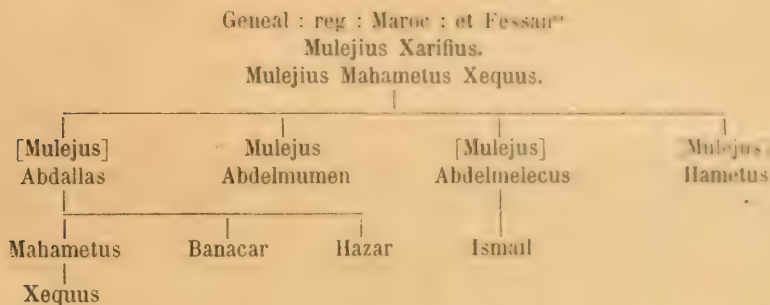 Geneal : reg : Maroc : et Fessan
Mulejius Xarifius.
Mulejius Mahametus Xequus.
[Mulejus] Mulejus [Mulejus] Mulejus
Abdallas Abdelmumen Abdelmelecus Hametus
Mahametus Banacar Hazar Ismail
Xequus